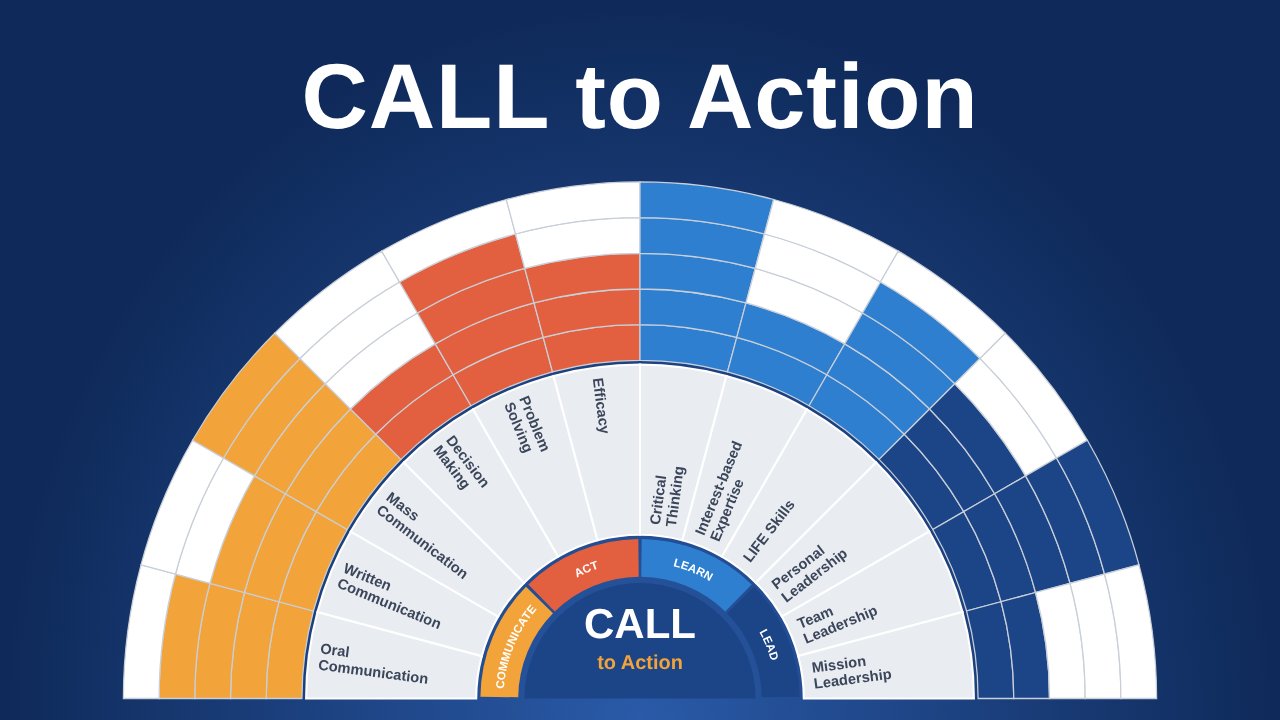 CALL to Action
Oral
Communication
Written
Communication
Mass
Communication
Decision
Making
Problem
Solving
Efficacy
Critical
Thinking
Interest-based
Expertise
LIFE Skills
Personal
Leadership
Team
Leadership
Mission
Leadership
COMMUNICATE
ACT
LEARN
LEAD
CALL
to Action